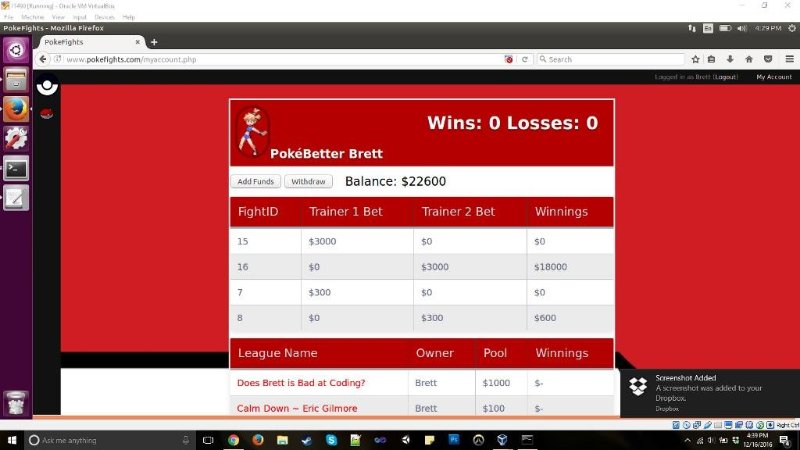 IT490 [Running] - Oracle VM VirtualBox
File Machine View Input Devices Help
PokeFights - Mozilla Firefox
En
4:29 PM
PokeFights
www.pokefights.com/myaccount.php
Search
Logged in as Brett (Logout) My Account
Wins: 0 Losses: 0
PokéBetter Brett
Add Funds Withdraw Balance: $22600
FightID Trainer 1 Bet Trainer 2 Bet Winnings
15 $3000 $0 $0
16 $0 $3000 $18000
7 $300 $0 $0
8 $0 $300 $600
League Name Owner Pool Winnings
Does Brett is Bad at Coding? Brett $1000 $-
Calm Down ~ Eric Gilmore Brett $100 $-
Screenshot Added
A screenshot was added to your
Dropbox.
Dropbox
Right Ctrl
Ask me anything
4:39 PM
12/16/2016